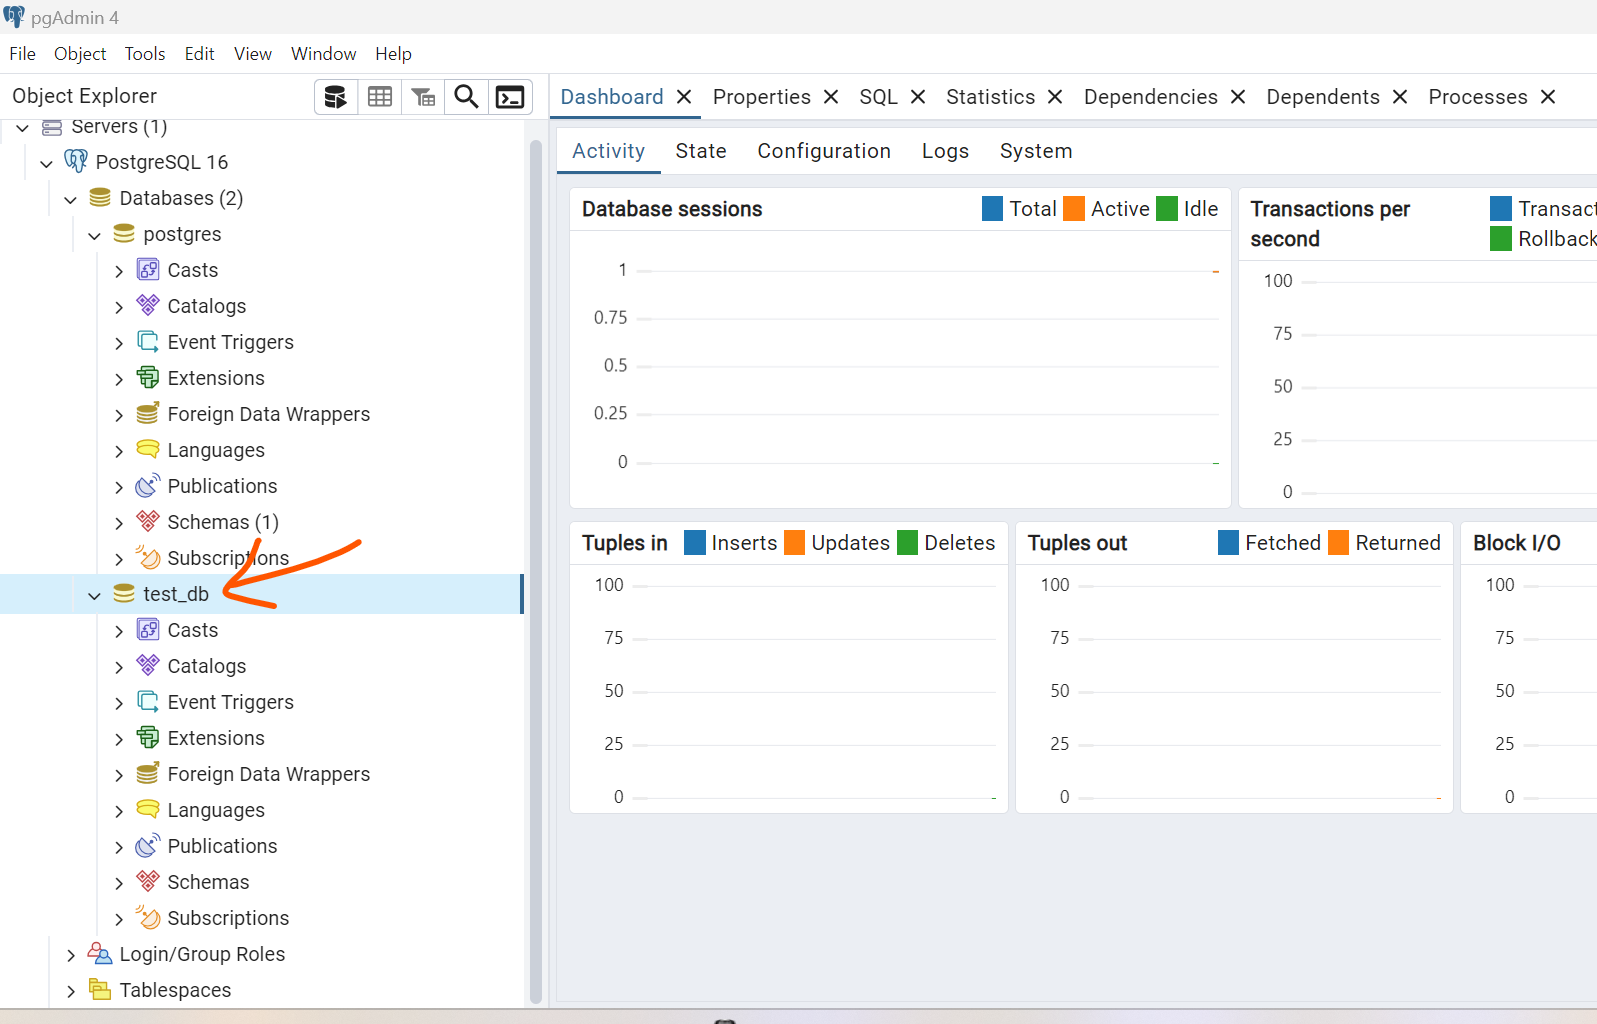 pgAdmin 4
File Object Tools Edit View Window Help
Object Explorer
Dashboard Properties SQL Statistics Dependencies Dependents Processes
Servers (1)
PostgreSQL 16
Databases (2)
postgres
Casts
Catalogs
Event Triggers
Extensions
Foreign Data Wrappers
Languages
Publications
Schemas (1)
Subscriptions
test_db
Casts
Catalogs
Event Triggers
Extensions
Foreign Data Wrappers
Languages
Publications
Schemas
Subscriptions
Login/Group Roles
Tablespaces
Activity State Configuration Logs System
Database sessions Total Active Idle
1
0.75
0.5
0.25
0
Transactions per
second
Transact
Rollback
100
75
50
25
0
Tuples in Inserts Updates Deletes
100
75
50
25
0
Tuples out Fetched Returned
100
75
50
25
0
Block I/O
100
75
50
25
0